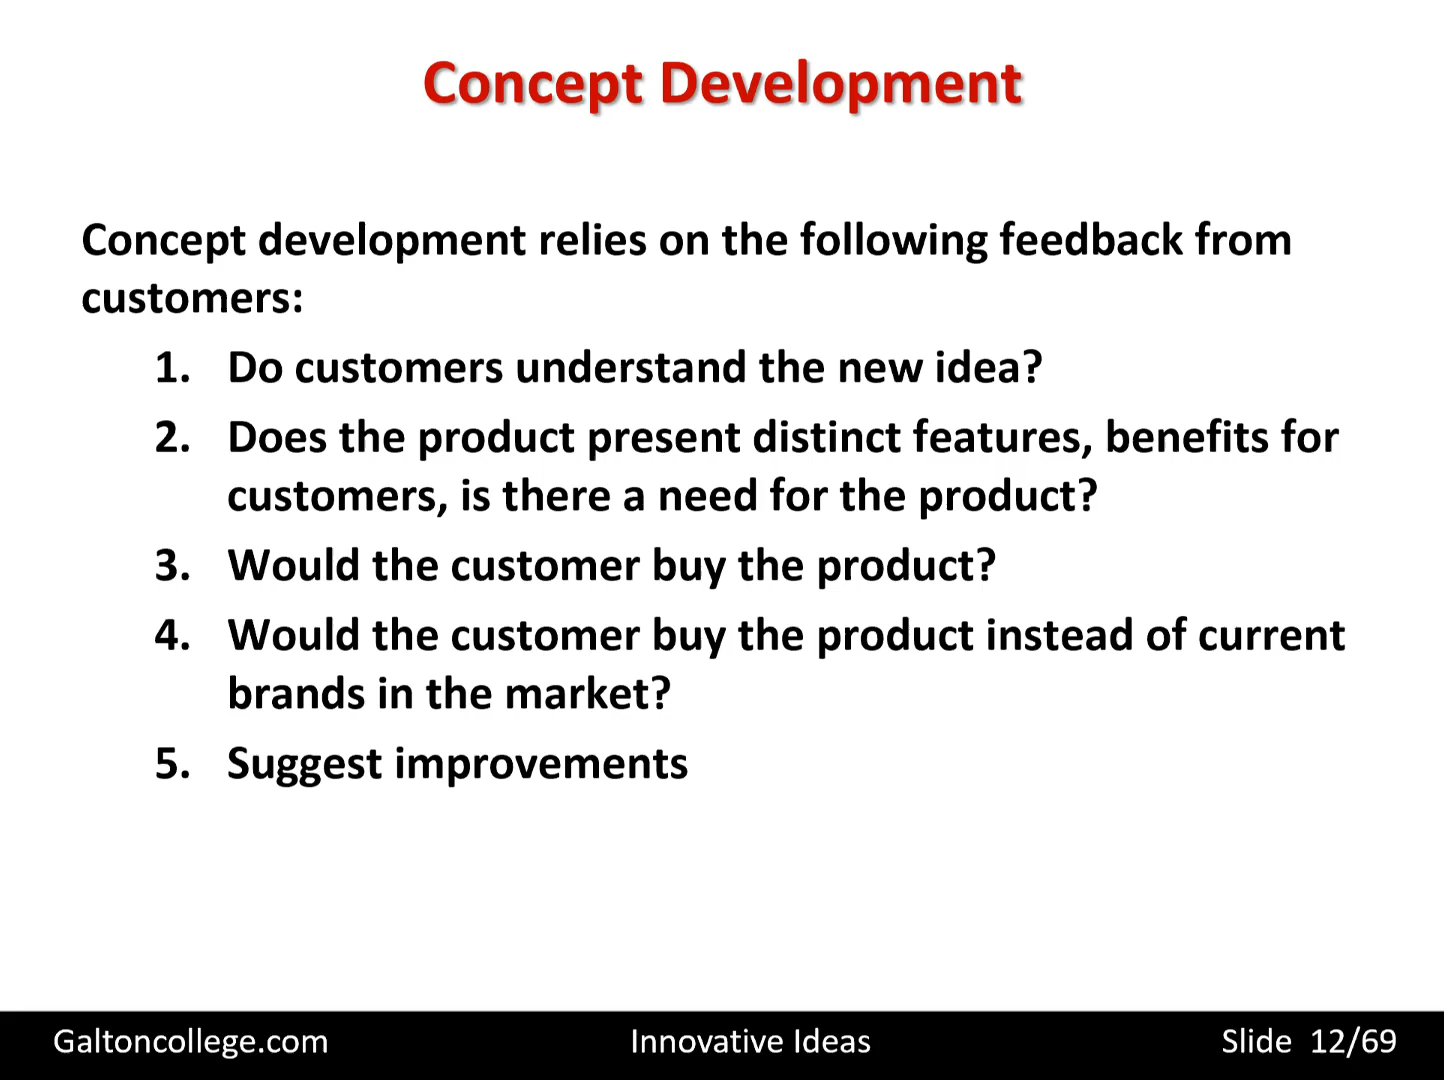 Concept Development
Concept development relies on the following feedback from
customers:
1. Do customers understand the new idea?
2. Does the product present distinct features, benefits for
customers, is there a need for the product?
3. Would the customer buy the product?
4. Would the customer buy the product instead of current
brands in the market?
5. Suggest improvements
Galtoncollege.com Innovative Ideas Slide 12/69